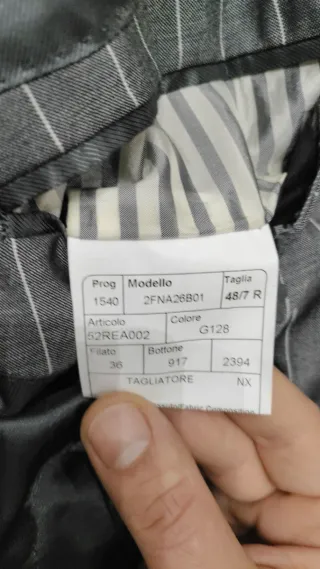 Prog Modello Taglia
1540 2FNA26B01 48/7 R
Articolo Colore
52REA002 G128
Filato Bottone
36 917 2394
TAGLIATORE NX